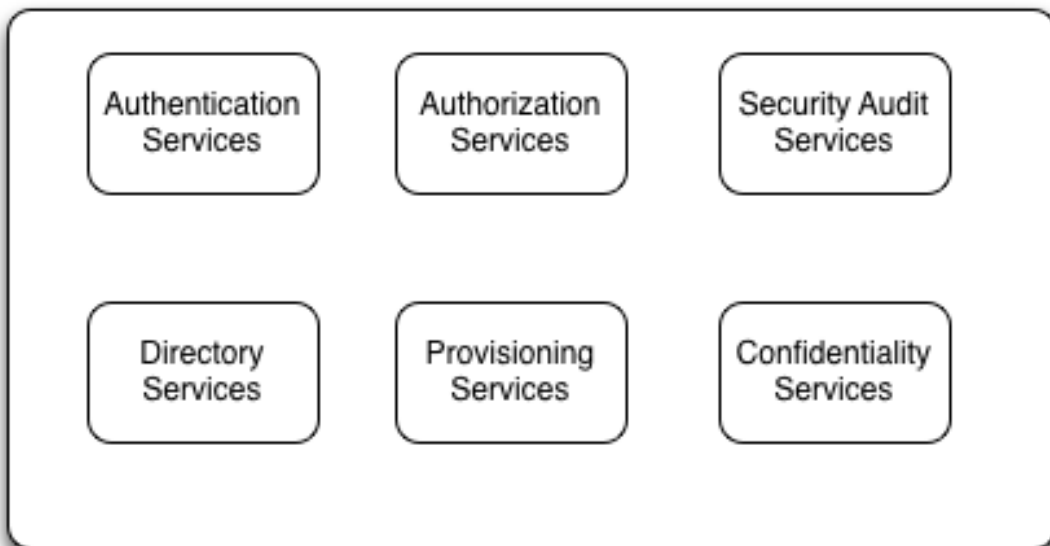 Authentication
Services
Authorization
Services
Security Audit
Services
Directory
Services
Provisioning
Services
Confidentiality
Services